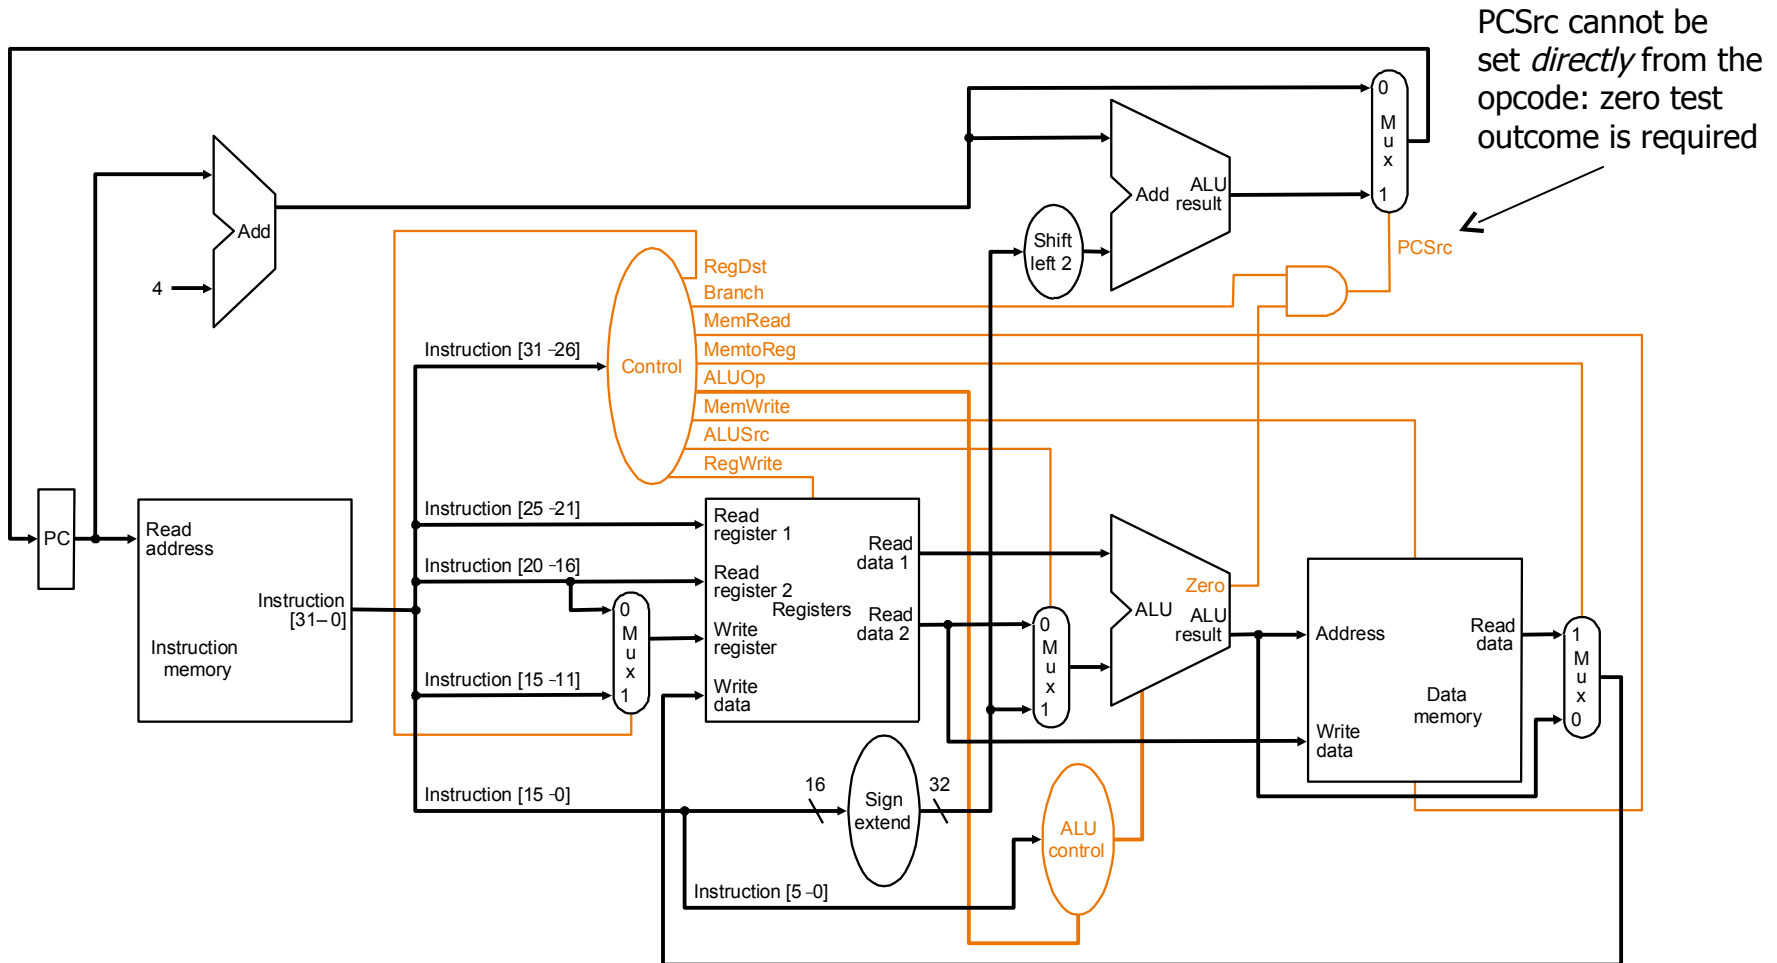 PCSrc cannot be
set directly from the
opcode: zero test
outcome is required
0
M
u
x
1
Add
ALU
result
Shift
left 2
PCSrc
Add
4
RegDst
Branch
MemRead
MemtoReg
ALUOp
MemWrite
ALUSrc
RegWrite
Control
Instruction [31–26]
Instruction [25–21]
Instruction [20–16]
Instruction [15–11]
Instruction [15–0]
Instruction [5–0]
PC
Read
address
Instruction
[31–0]
Instruction
memory
0
M
u
x
1
Read
register 1
Read
register 2
Write
register
Write
data
Registers
Read
data 1
Read
data 2
0
M
u
x
1
Zero
ALU
ALU
result
Address
Write
data
Read
data
Data
memory
1
M
u
x
0
16
Sign
extend
32
ALU
control